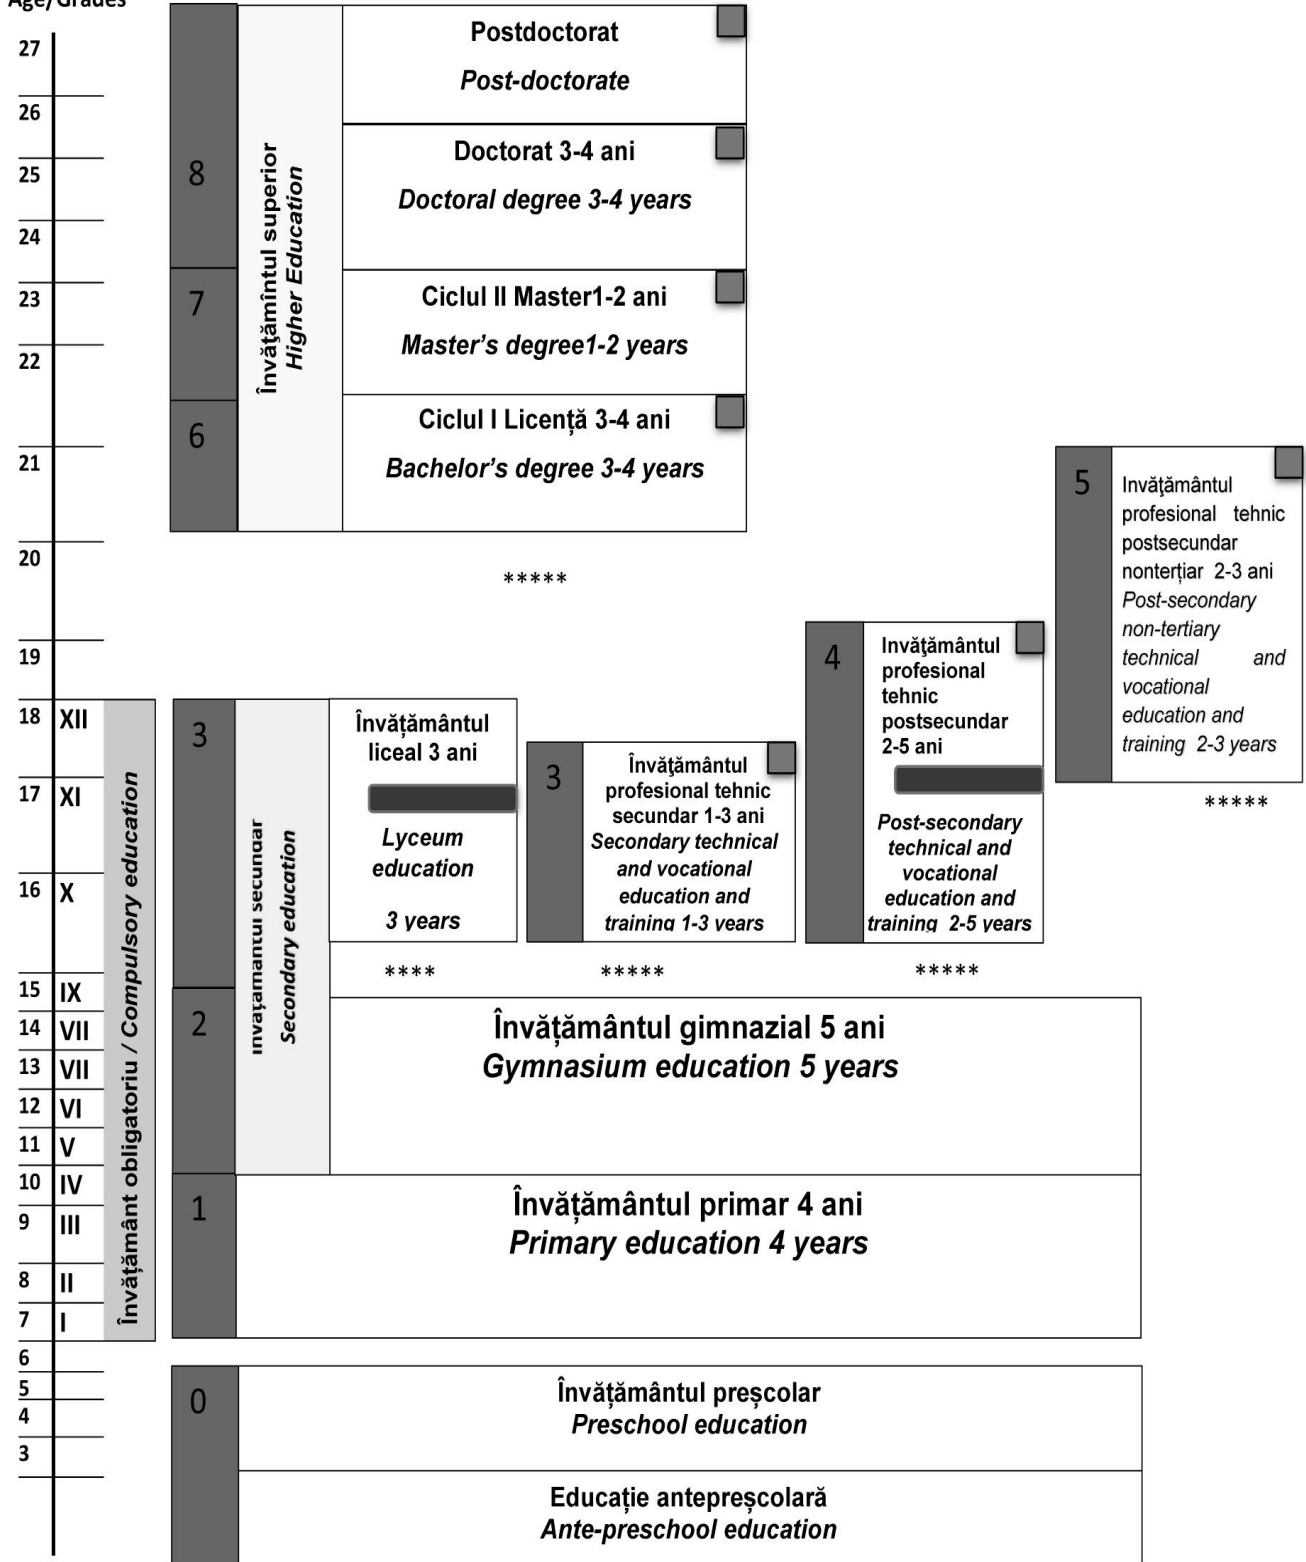 Age/Grades
27
26
25
24
23
22
21
20
19
18 XII
17 XI
16 X
15 IX
14 VII
13 VII
12 VI
11 V
10 IV
9 III
8 II
7 I
6
5
4
3
Învăţământ obligatoriu / Compulsory education
8
7
6
Învăţămîntul superior
Higher Education
Postdoctorat
Post-doctorate
Doctorat 3-4 ani
Doctoral degree 3-4 years
Ciclul II Master1-2 ani
Master's degree1-2 years
Ciclul I Licență 3-4 ani
Bachelor's degree 3-4 years
*****
5
Invăţământul
profesional tehnic
postsecundar
nonterțiar 2-3 ani
Post-secondary
non-tertiary
technical and
vocational
education and
training 2-3 years
*****
4
Invăţământul
profesional
tehnic
postsecundar
2-5 ani
Post-secondary
technical and
vocational
education and
training 2-5 years
*****
3
Învăţământul
profesional tehnic
secundar 1-3 ani
Secondary technical
and vocational
education and
training 1-3 years
*****
3
Învățământul
liceal 3 ani
Lyceum
education
3 years
****
Secondary education
2
Învățământul gimnazial 5 ani
Gymnasium education 5 years
1
Învățământul primar 4 ani
Primary education 4 years
0
Învățământul preșcolar
Preschool education
Educație antepreșcolară
Ante-preschool education